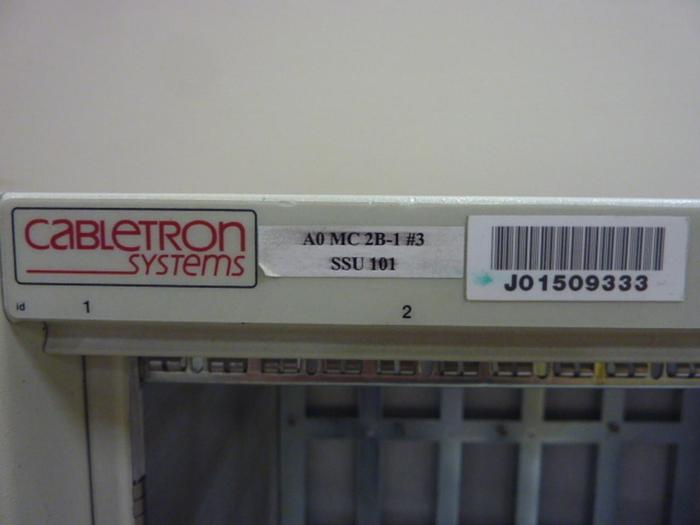 CABLETRON
SYSTEMS
A0 MC 2B-1 #3
SSU 101
J01509333
id 1 2